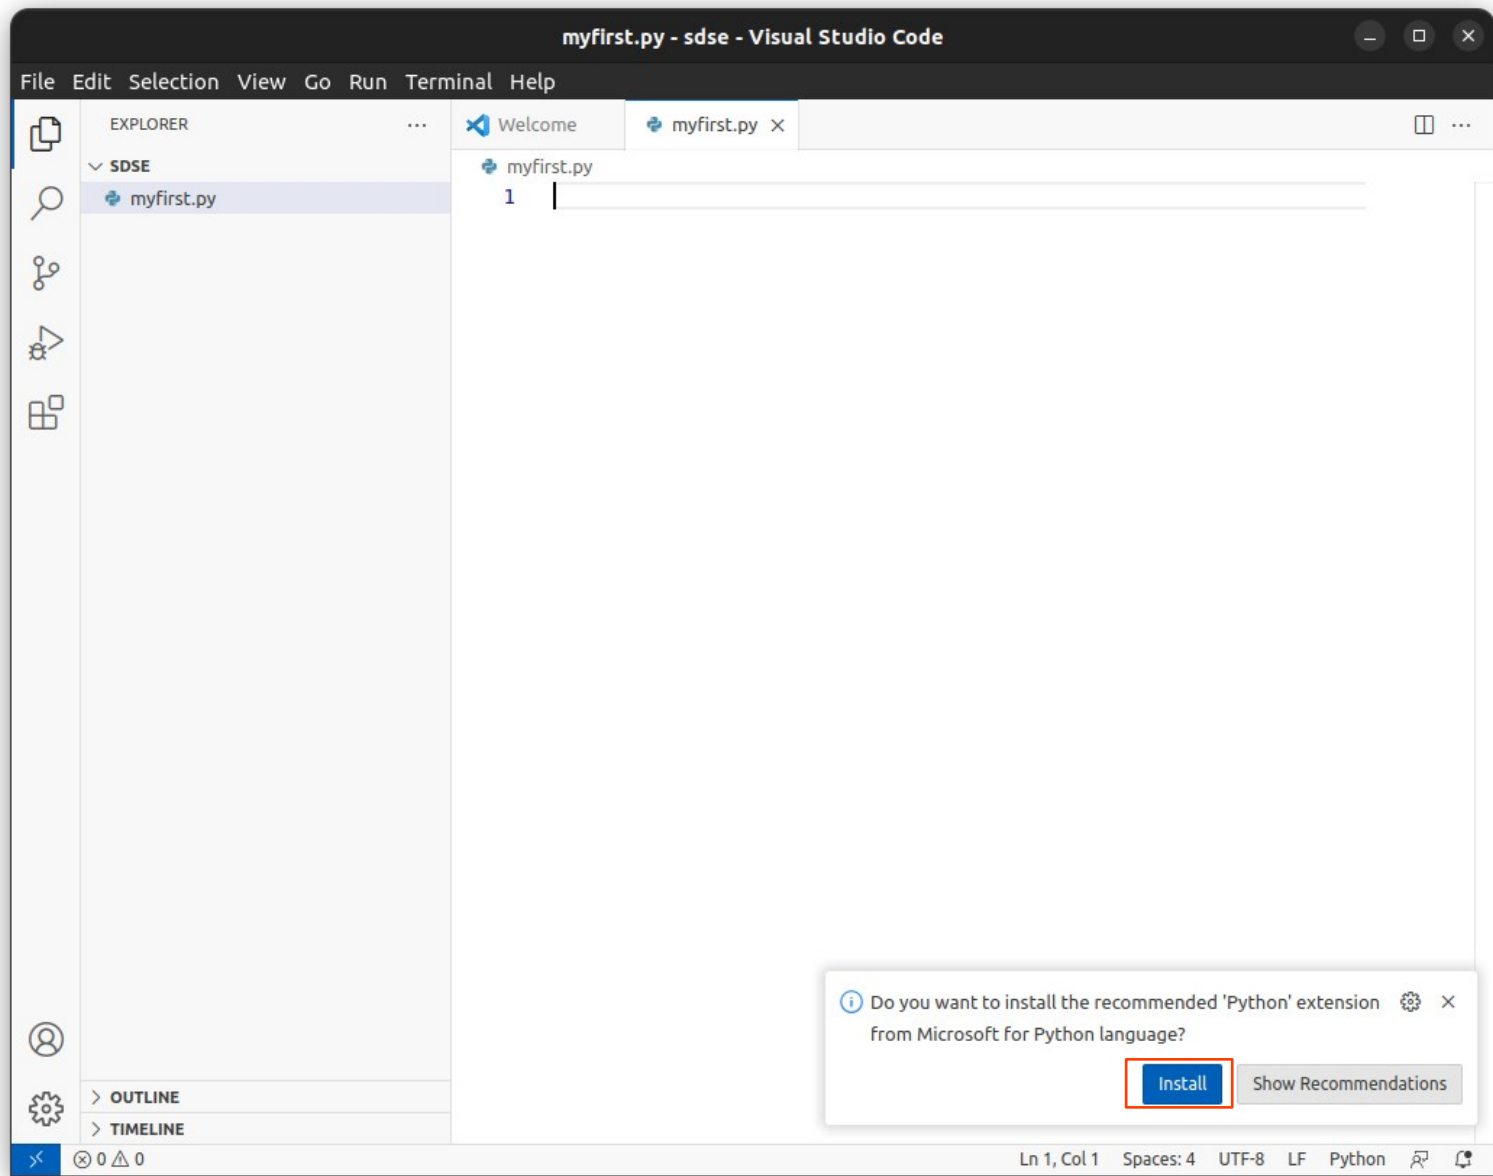 myfirst.py - sdse - Visual Studio Code
File Edit Selection View Go Run Terminal Help
EXPLORER
SDSE
myfirst.py
Welcome
myfirst.py
myfirst.py
1
Do you want to install the recommended 'Python' extension
from Microsoft for Python language?
Install
Show Recommendations
OUTLINE
TIMELINE
0 0
Ln 1, Col 1 Spaces: 4 UTF-8 LF Python